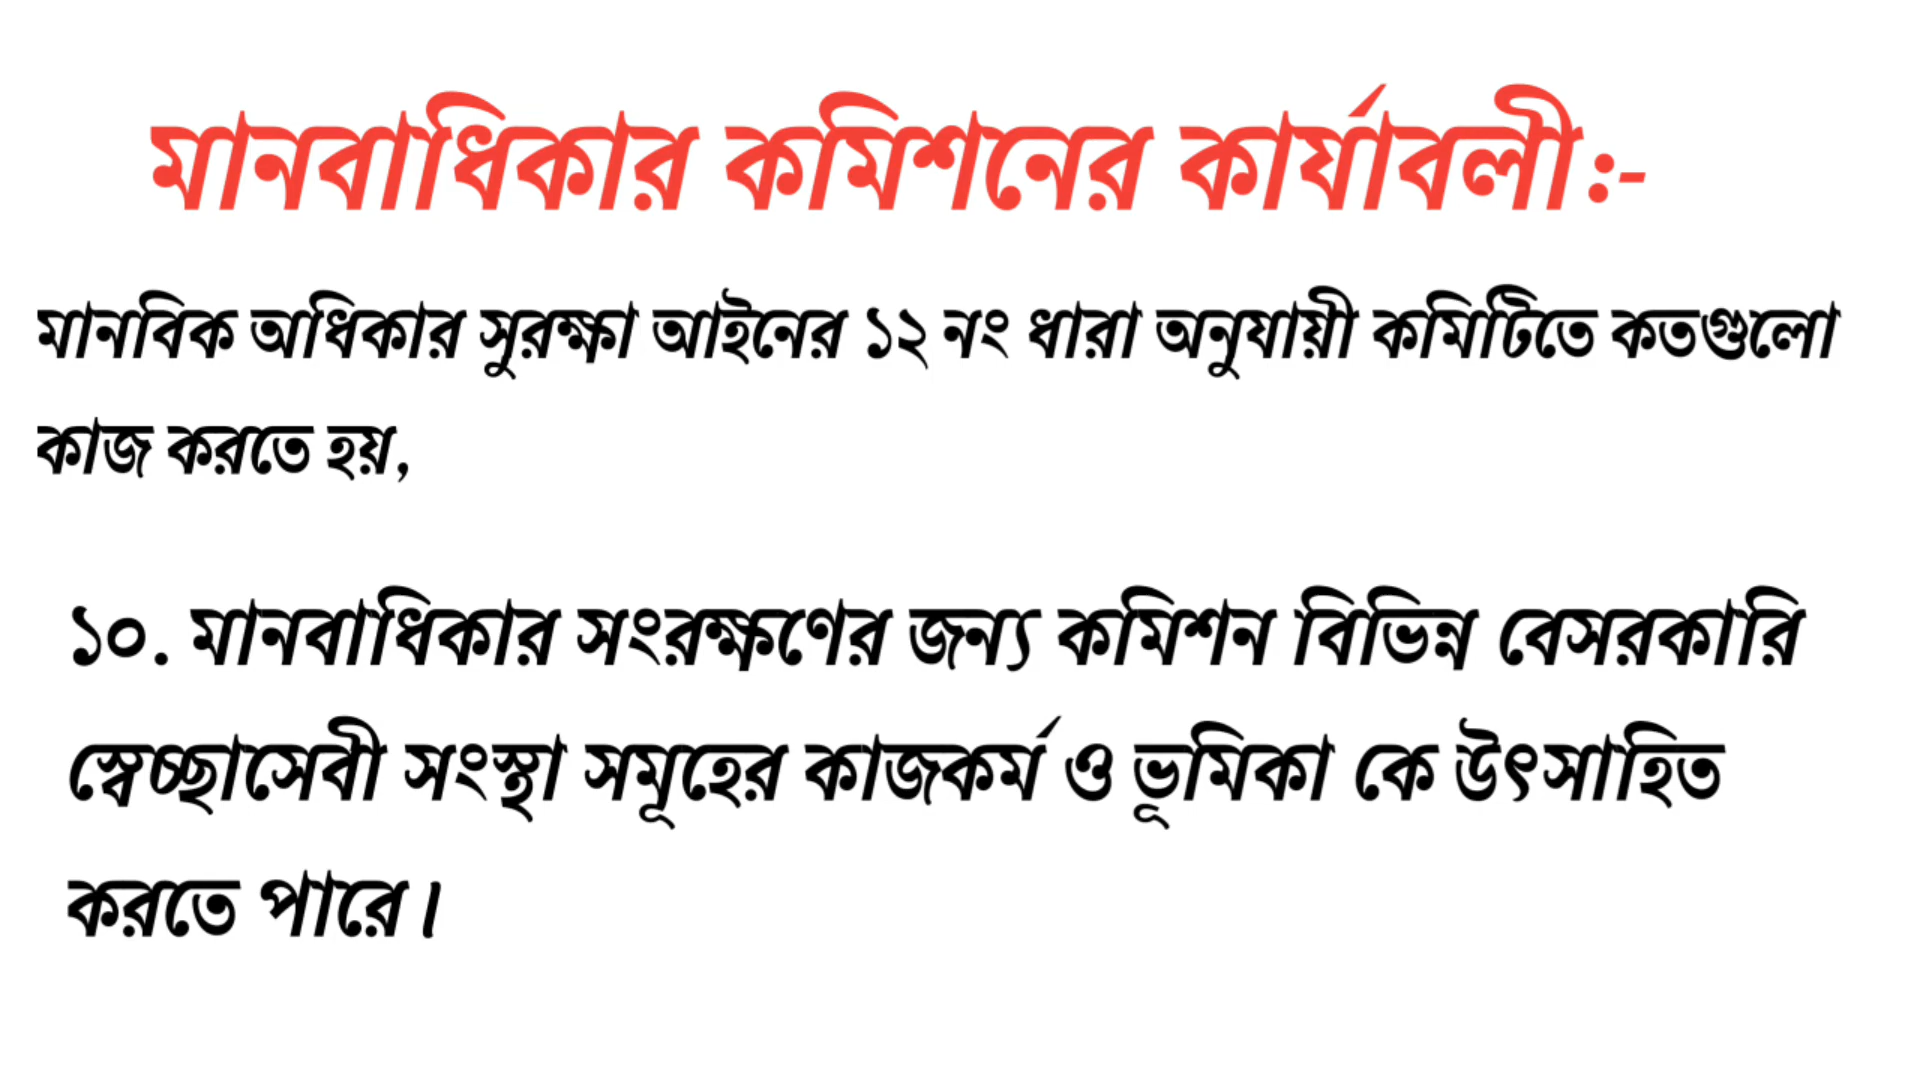 মানবাধিকার কমিশনের কার্যাবলী:-
মানবিক অধিকার সুরক্ষা আইনের ১২ নং ধারা অনুযায়ী কমিটিতে কতগুলো
কাজ করতে হয়,
১০. মানবাধিকার সংরক্ষণের জন্য কমিশন বিভিন্ন বেসরকারি
স্বেচ্ছাসেবী সংস্থা সমূহের কাজকর্ম ও ভূমিকা কে উৎসাহিত
করতে পারে।